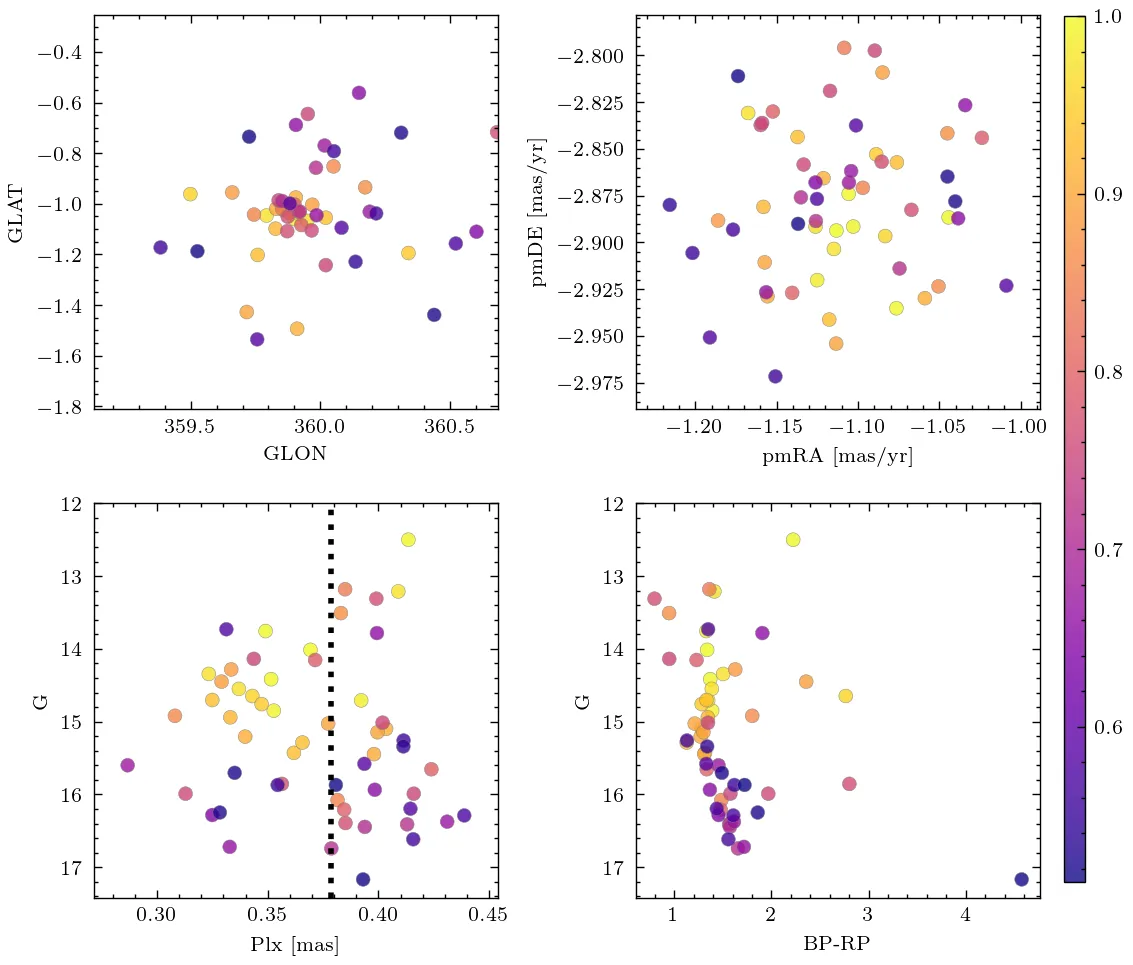 −0.4
−0.6
−0.8
−1.0
−1.2
−1.4
−1.6
−1.8
GLAT
359.5 360.0 360.5
GLON
−2.800
−2.825
−2.850
−2.875
−2.900
−2.925
−2.950
−2.975
pmDE [mas/yr]
−1.20 −1.15 −1.10 −1.05 −1.00
pmRA [mas/yr]
12
13
14
15
16
17
G
0.30 0.35 0.40 0.45
Plx [mas]
12
13
14
15
16
17
G
1 2 3 4
BP-RP
1.0
0.9
0.8
0.7
0.6